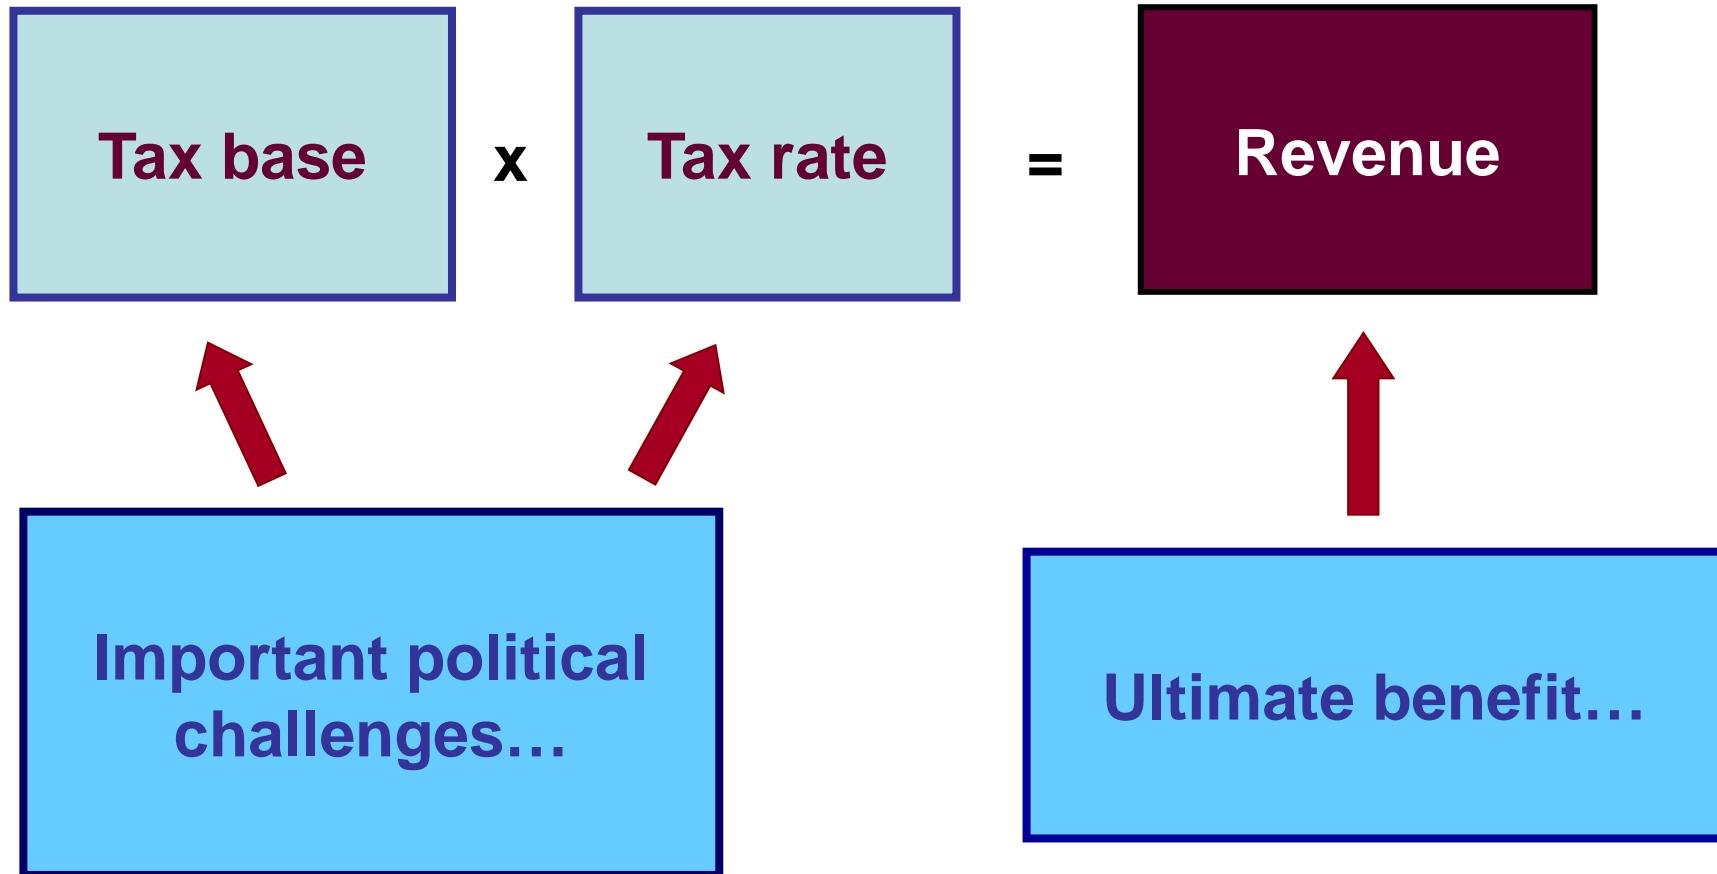 Tax base x Tax rate = Revenue
Important political
challenges…
Ultimate benefit…